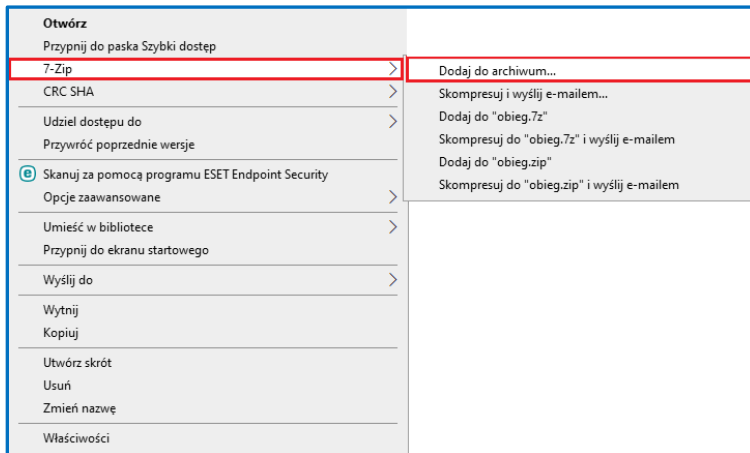 Otwórz
Przypnij do paska Szybki dostęp
7-Zip
CRC SHA
Udziel dostępu do
Przywróć poprzednie wersje
Skanuj za pomocą programu ESET Endpoint Security
Opcje zaawansowane
Umieść w bibliotece
Przypnij do ekranu startowego
Wyślij do
Wytnij
Kopiuj
Utwórz skrót
Usuń
Zmień nazwę
Właściwości
Dodaj do archiwum...
Skompresuj i wyślij e-mailem...
Dodaj do "obieg.7z"
Skompresuj do "obieg.7z" i wyślij e-mailem
Dodaj do "obieg.zip"
Skompresuj do "obieg.zip" i wyślij e-mailem